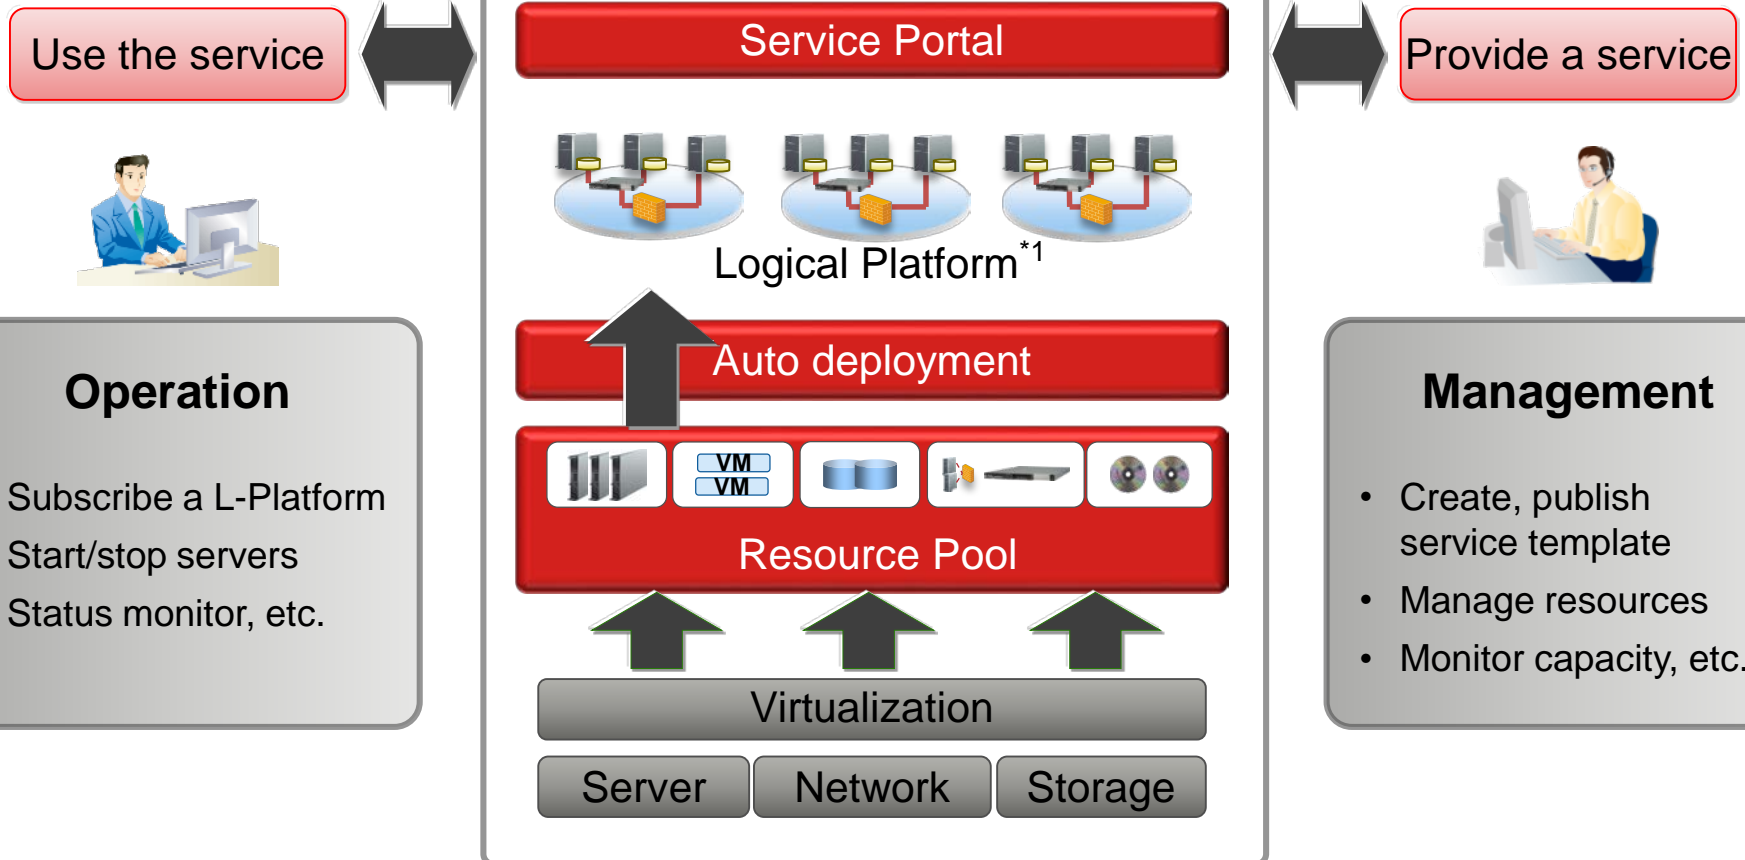 Use the service
Service Portal
Provide a service
Logical Platform*1
Operation
Subscribe a L-Platform
Start/stop servers
Status monitor, etc.
Auto deployment
VM
VM
Resource Pool
Virtualization
Server
Network
Storage
Management
• Create, publish
service template
• Manage resources
• Monitor capacity, etc.